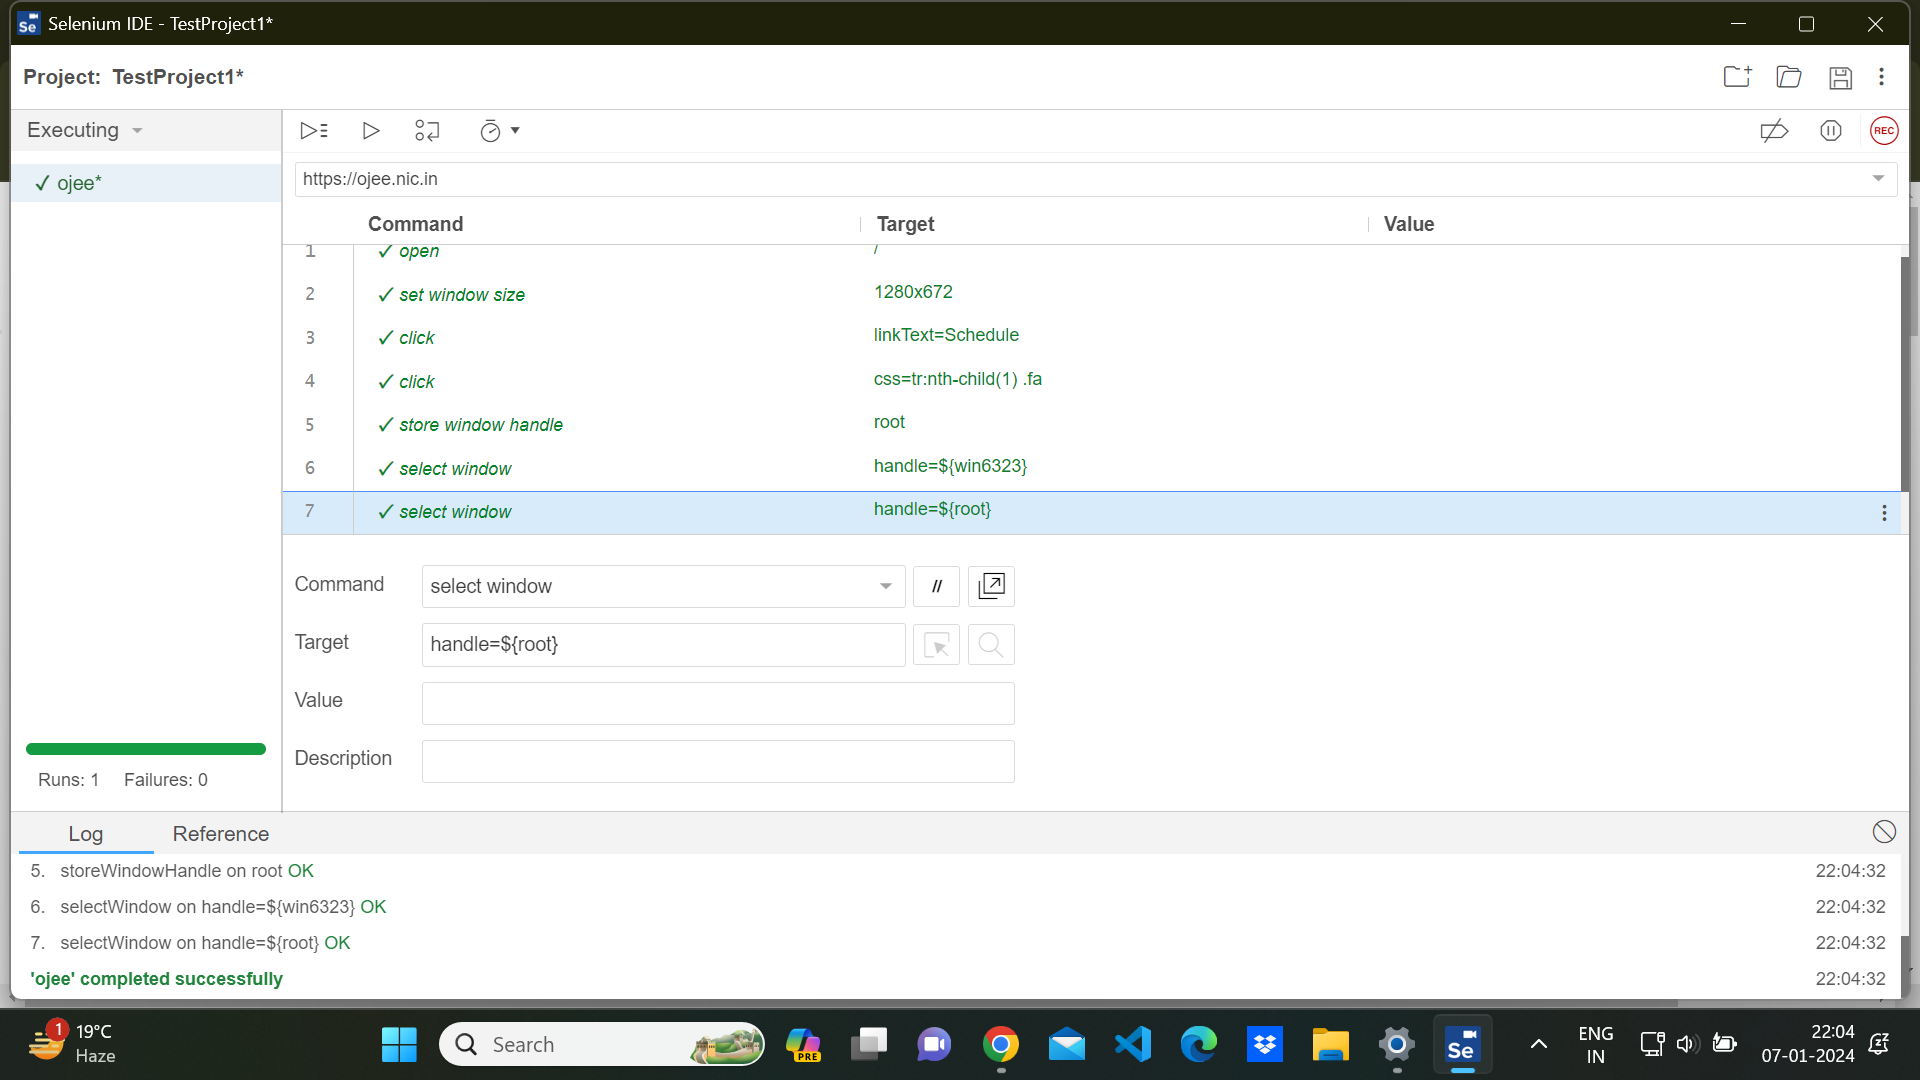 Se Selenium IDE - TestProject1*
Project: TestProject1*
Executing
✓ ojee*
REC
https://ojee.nic.in
Command Target Value
1 ✓ open /
2 ✓ set window size 1280x672
3 ✓ click linkText=Schedule
4 ✓ click css=tr:nth-child(1) .fa
5 ✓ store window handle root
6 ✓ select window handle=${win6323}
7 ✓ select window handle=${root}
Command select window //
Target handle=${root}
Value
Description
Runs: 1 Failures: 0
Log Reference
5. storeWindowHandle on root OK 22:04:32
6. selectWindow on handle=${win6323} OK 22:04:32
7. selectWindow on handle=${root} OK 22:04:32
'ojee' completed successfully 22:04:32
1 19°C
Haze
Search
PRE
Se
ENG
IN
22:04
07-01-2024